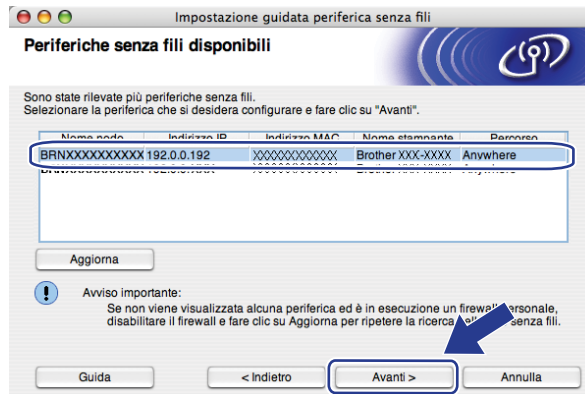 Impostazione guidata periferica senza fili
Periferiche senza fili disponibili
Sono state rilevate più periferiche senza fili.
Selezionare la periferica che si desidera configurare e fare clic su "Avanti".
Nome nodo Indirizzo IP Indirizzo MAC Nome stampante Percorso
BRNXXXXXXXXXX 192.0.0.192 XXXXXXXXXXXX Brother XXX-XXXX Anywhere
Aggiorna
Avviso importante:
Se non viene visualizzata alcuna periferica ed è in esecuzione un firewall personale,
disabilitare il firewall e fare clic su Aggiorna per ripetere la ricerca senza fili.
Guida < Indietro Avanti > Annulla